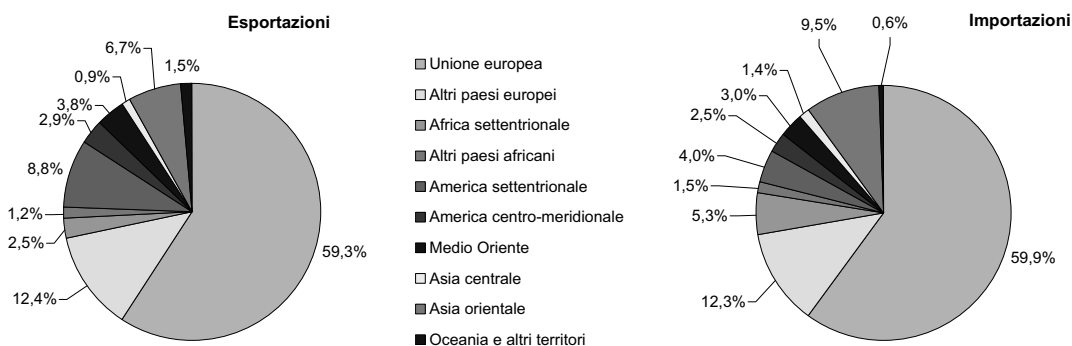 Esportazioni
6,7%
1,5%
0,9%
3,8%
2,9%
8,8%
1,2%
2,5%
12,4%
59,3%
Unione europea
Altri paesi europei
Africa settentrionale
Altri paesi africani
America settentrionale
America centro-meridionale
Medio Oriente
Asia centrale
Asia orientale
Oceania e altri territori
Importazioni
9,5%
0,6%
1,4%
3,0%
2,5%
4,0%
1,5%
5,3%
12,3%
59,9%